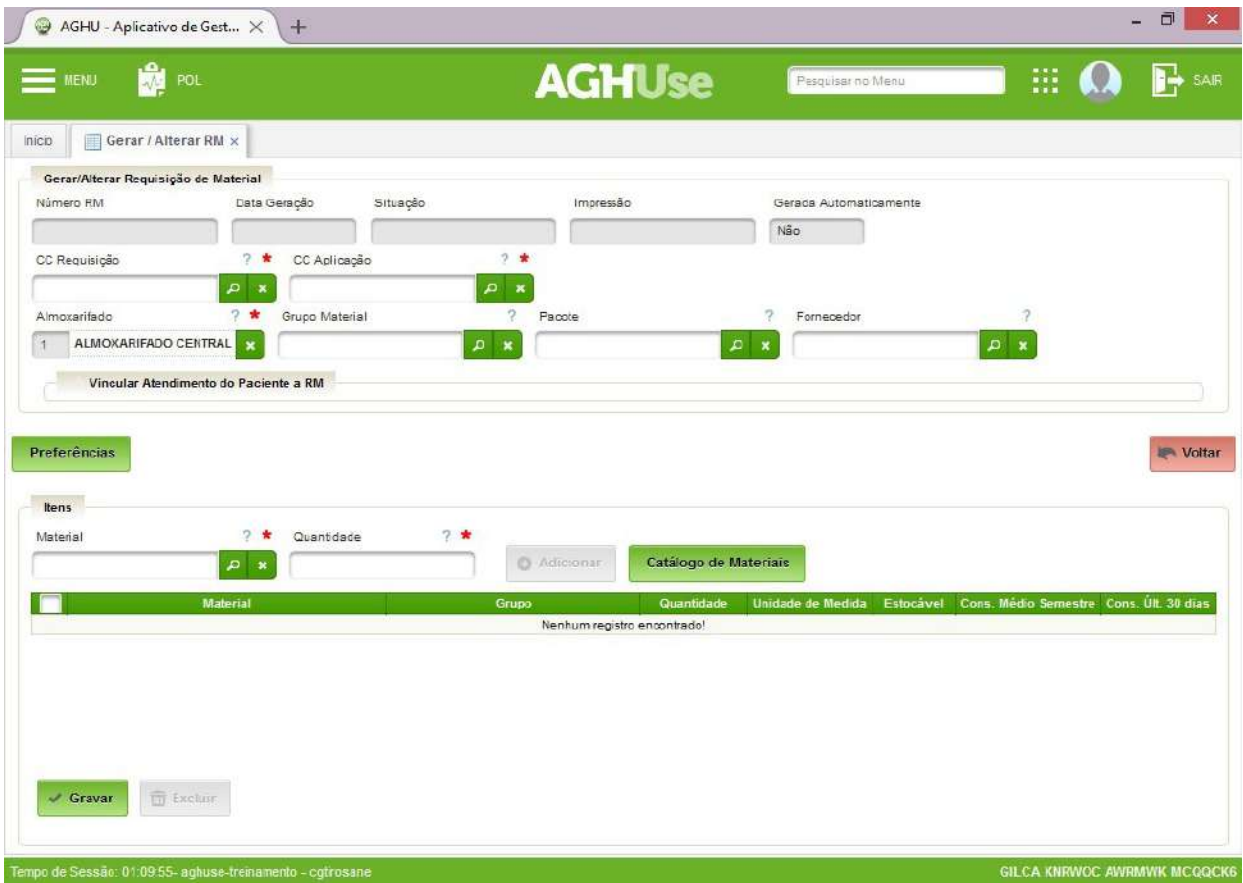 AGHU - Aplicativo de Gest...
MENU POL AGHUse Pesquisar no Menu SAIR
Início Gerar / Alterar RM
Gerar/Alterar Requisição de Material
Número RM Data Geração Situação Impressão Gerada Automaticamente
Não
CC Requisição ? * CC Aplicação ? *
Almoxarifado ? * Grupo Material ? Pacote ? Fornecedor ?
1 ALMOXARIFADO CENTRAL
Vincular Atendimento do Paciente a RM
Preferências Voltar
Itens
Material ? * Quantidade ? *
Adicionar Catálogo de Materiais
Material Grupo Quantidade Unidade de Medida Estocável Cons. Médio Semestre Cons. Últ. 30 dias
Nenhum registro encontrado!
Gravar Excluir
Tempo de Sessão: 01:09:55- aghuse-treinamento - cgtirosane GILCA KNRWOC AWRMWK MCQQCK6